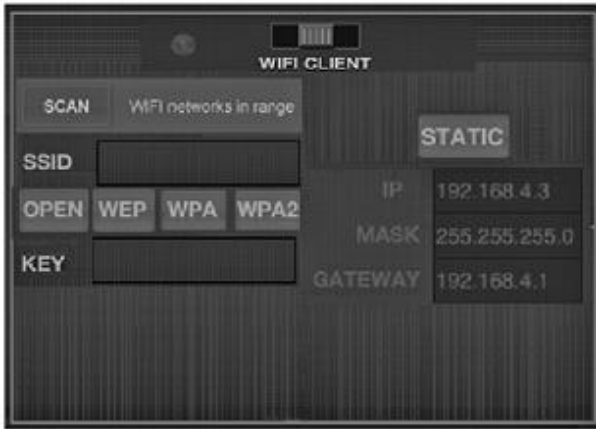 WIFI CLIENT
SCAN WIFI networks in range
STATIC
SSID
IP 192.168.4.3
OPEN WEP WPA WPA2
MASK 255.255.255.0
KEY
GATEWAY 192.168.4.1